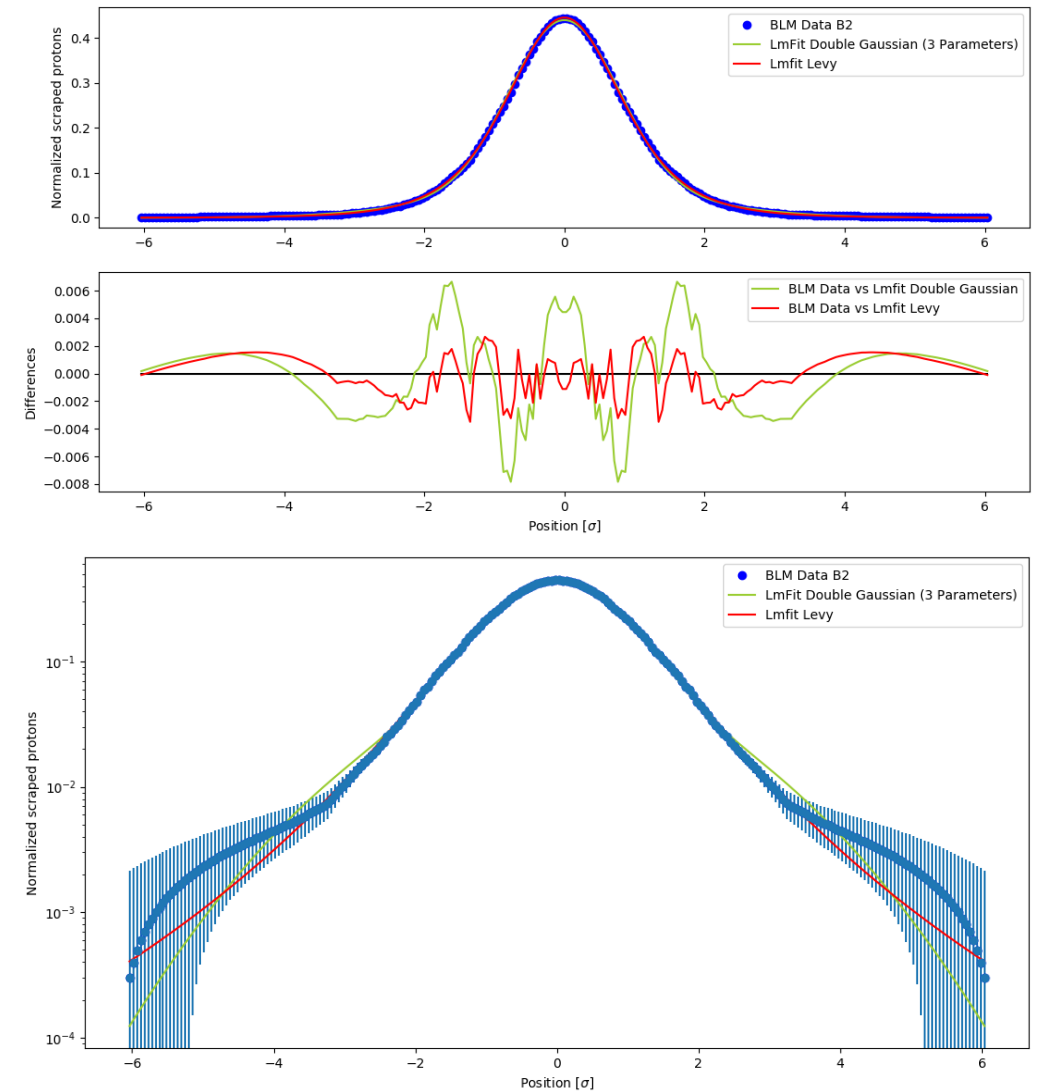 Normalized scraped protons
0.4
0.3
0.2
0.1
0.0
BLM Data B2
LmFit Double Gaussian (3 Parameters)
Lmfit Levy
−6
−4
−2
0
2
4
6
Differences
0.006
0.004
0.002
0.000
−0.002
−0.004
−0.006
−0.008
BLM Data vs Lmfit Double Gaussian
BLM Data vs Lmfit Levy
−6
−4
−2
0
2
4
6
Position [σ]
Normalized scraped protons
10⁻¹
10⁻²
10⁻³
10⁻⁴
BLM Data B2
LmFit Double Gaussian (3 Parameters)
Lmfit Levy
−6
−4
−2
0
2
4
6
Position [σ]